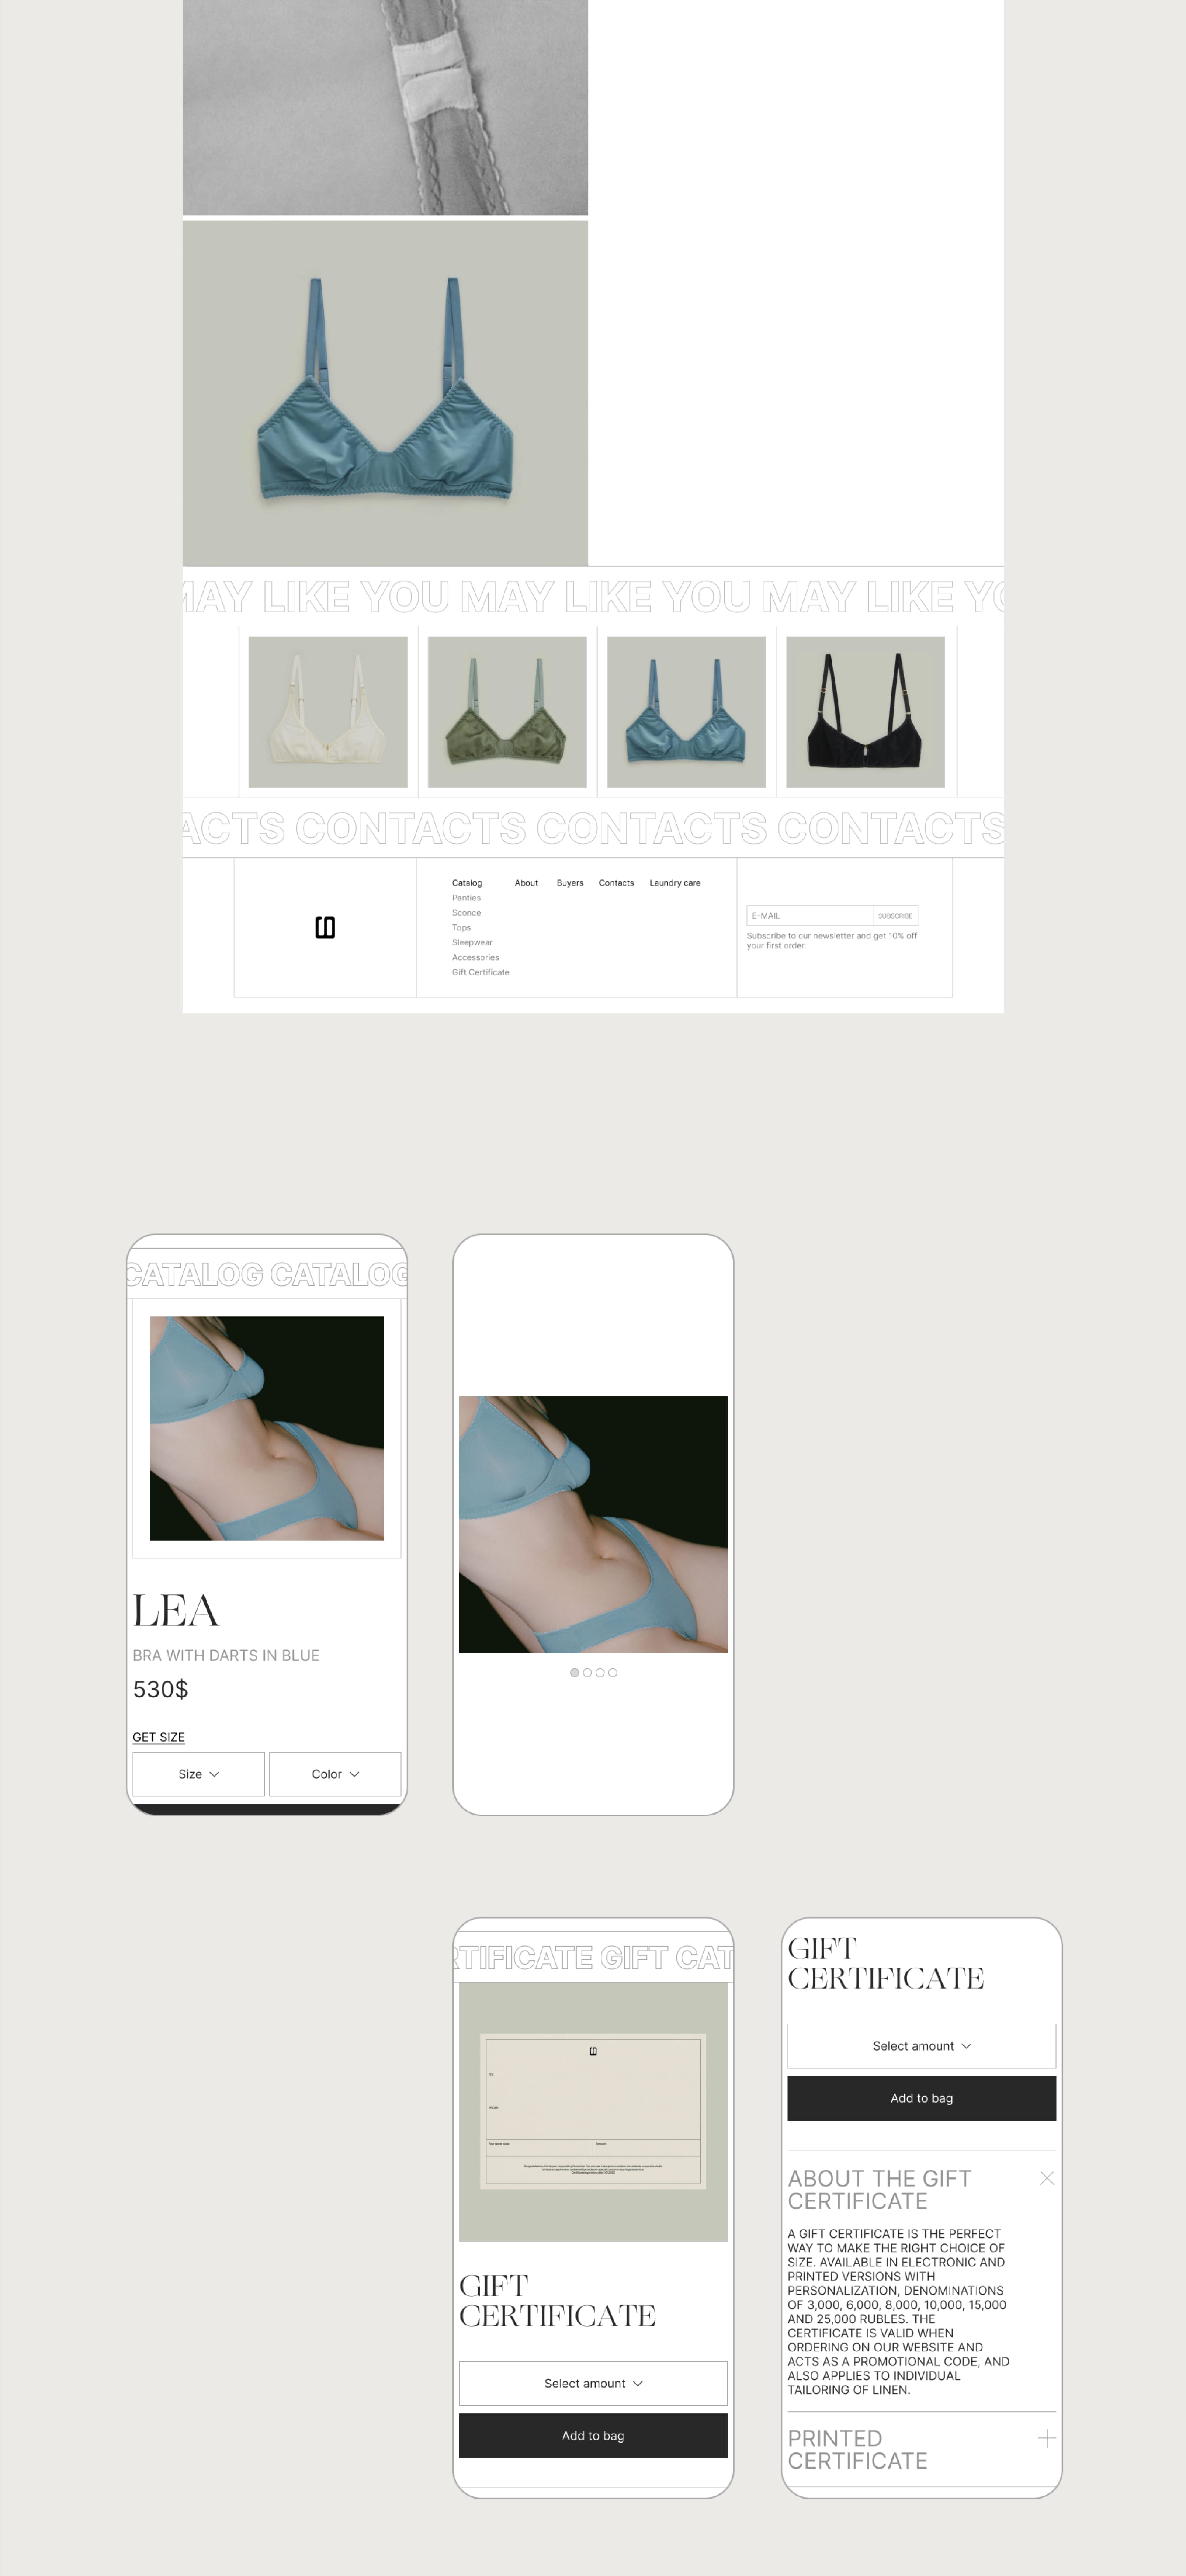 MAY LIKE YOU MAY LIKE YOU MAY LIKE YO
ACTS CONTACTS CONTACTS CONTACTS
Catalog About Buyers Contacts Laundry care
Panties
Sconce
Tops
Sleepwear
Accessories
Gift Certificate
E-MAIL SUBSCRIBE
Subscribe to our newsletter and get 10% off
your first order.
CATALOG CATALOG
LEA
BRA WITH DARTS IN BLUE
530$
GET SIZE
Size Color
RTIFICATE GIFT CAT
TO:
FROM:
Amount:
GIFT
CERTIFICATE
Select amount
Add to bag
GIFT
CERTIFICATE
Select amount
Add to bag
ABOUT THE GIFT
CERTIFICATE
A GIFT CERTIFICATE IS THE PERFECT
WAY TO MAKE THE RIGHT CHOICE OF
SIZE. AVAILABLE IN ELECTRONIC AND
PRINTED VERSIONS WITH
PERSONALIZATION, DENOMINATIONS
OF 3,000, 6,000, 8,000, 10,000, 15,000
AND 25,000 RUBLES. THE
CERTIFICATE IS VALID WHEN
ORDERING ON OUR WEBSITE AND
ACTS AS A PROMOTIONAL CODE, AND
ALSO APPLIES TO INDIVIDUAL
TAILORING OF LINEN.
PRINTED
CERTIFICATE